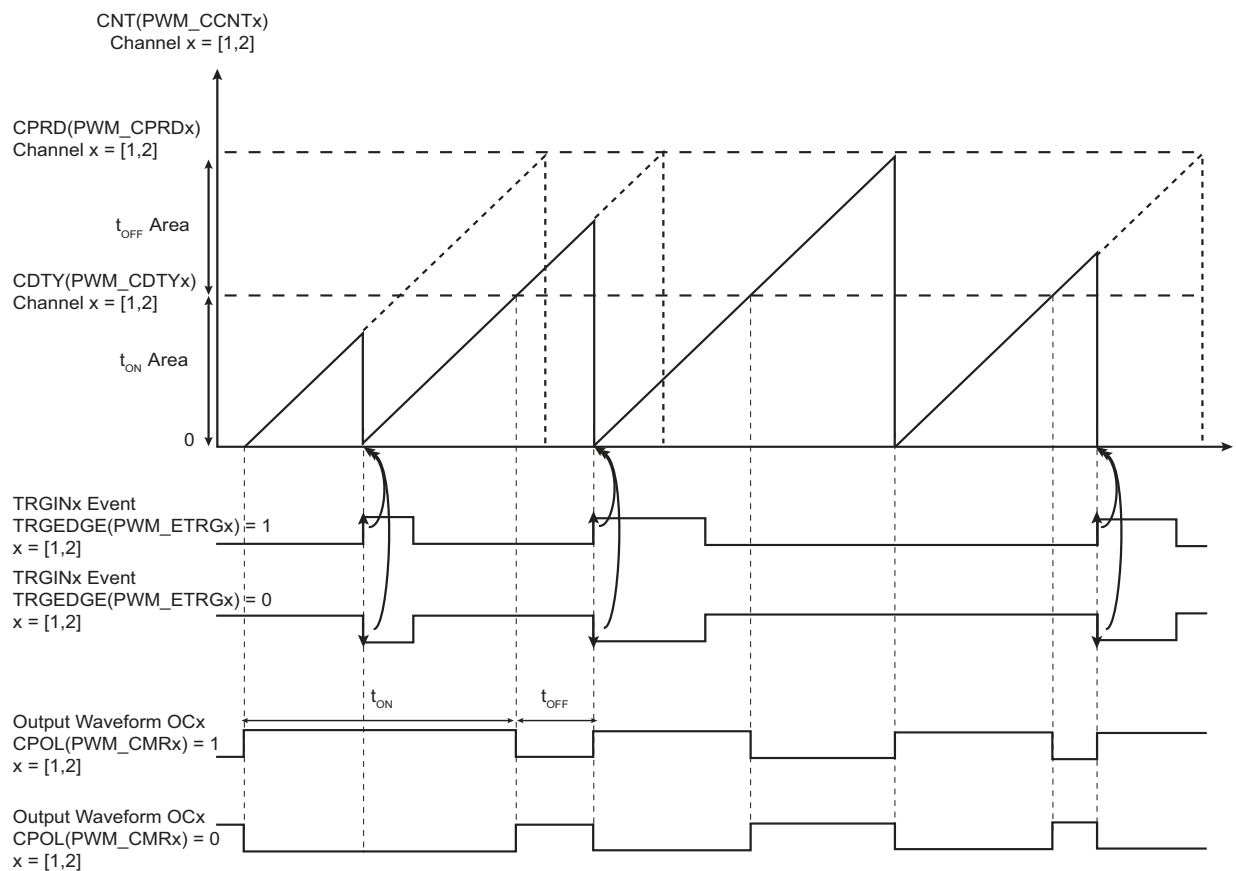 CNT(PWM_CCNTx)
Channel x = [1,2]
CPRD(PWM_CPRDx)
Channel x = [1,2]
tOFF Area
CDTY(PWM_CDTYx)
Channel x = [1,2]
tON Area
0
TRGINx Event
TRGEDGE(PWM_ETRGx) = 1
x = [1,2]
TRGINx Event
TRGEDGE(PWM_ETRGx) = 0
x = [1,2]
tON
tOFF
Output Waveform OCx
CPOL(PWM_CMRx) = 1
x = [1,2]
Output Waveform OCx
CPOL(PWM_CMRx) = 0
x = [1,2]